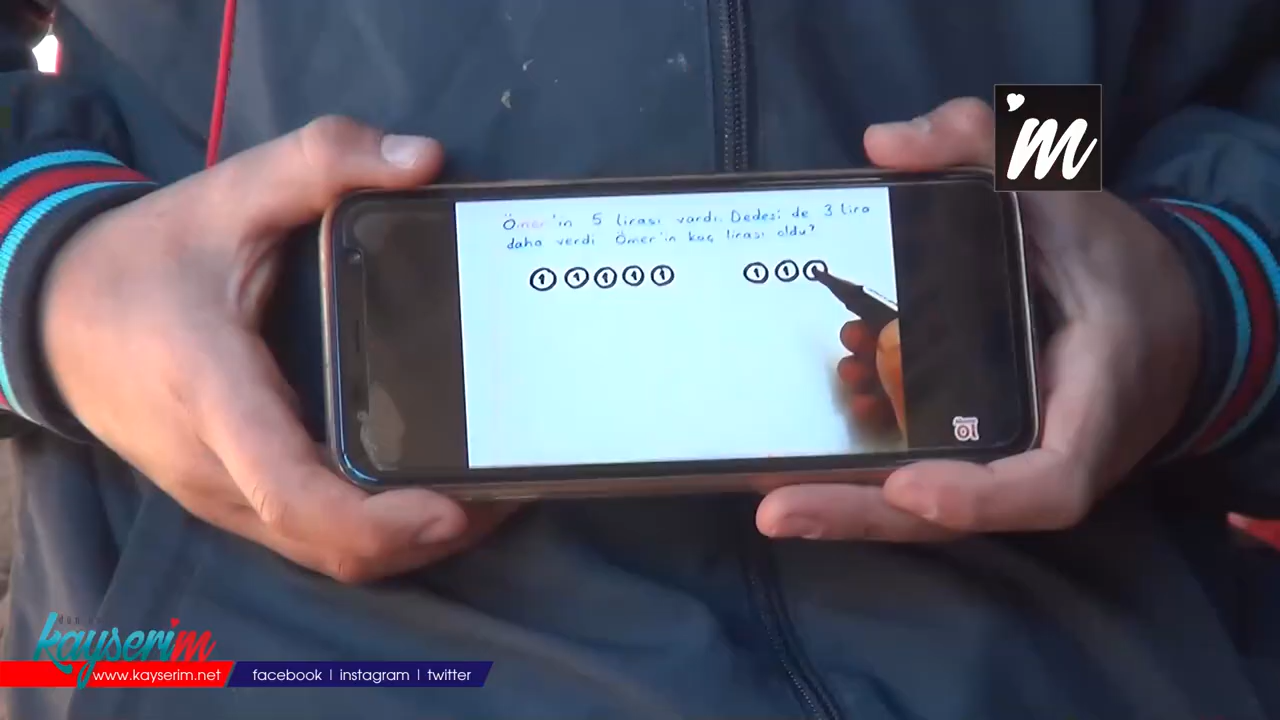 'm
Ömer'in 5 lirası vardı. Dedesi de 3 lira
daha verdi Ömer'in kaç lirası oldu?
1 1 1 1 1 1 1 1
kayserim
www.kayserim.net
facebook | instagram | twitter